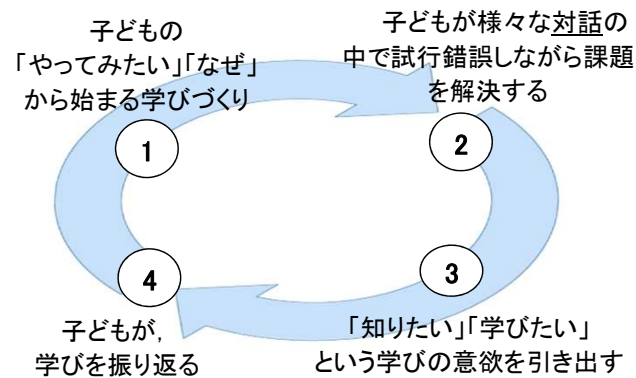 子どもの
「やってみたい」「なぜ」
から始まる学びづくり
1
子どもが様々な対話の
中で試行錯誤しながら課題
を解決する
2
3
「知りたい」「学びたい」
という学びの意欲を引き出す
4
子どもが,
学びを振り返る